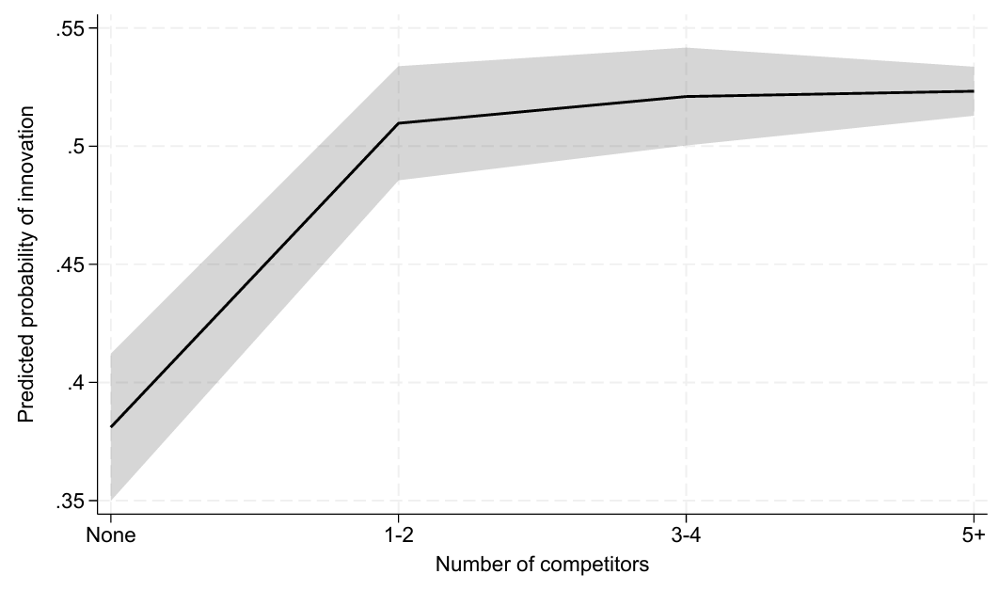 Predicted probability of innovation
.55
.5
.45
.4
.35
None 1-2 3-4 5+
Number of competitors